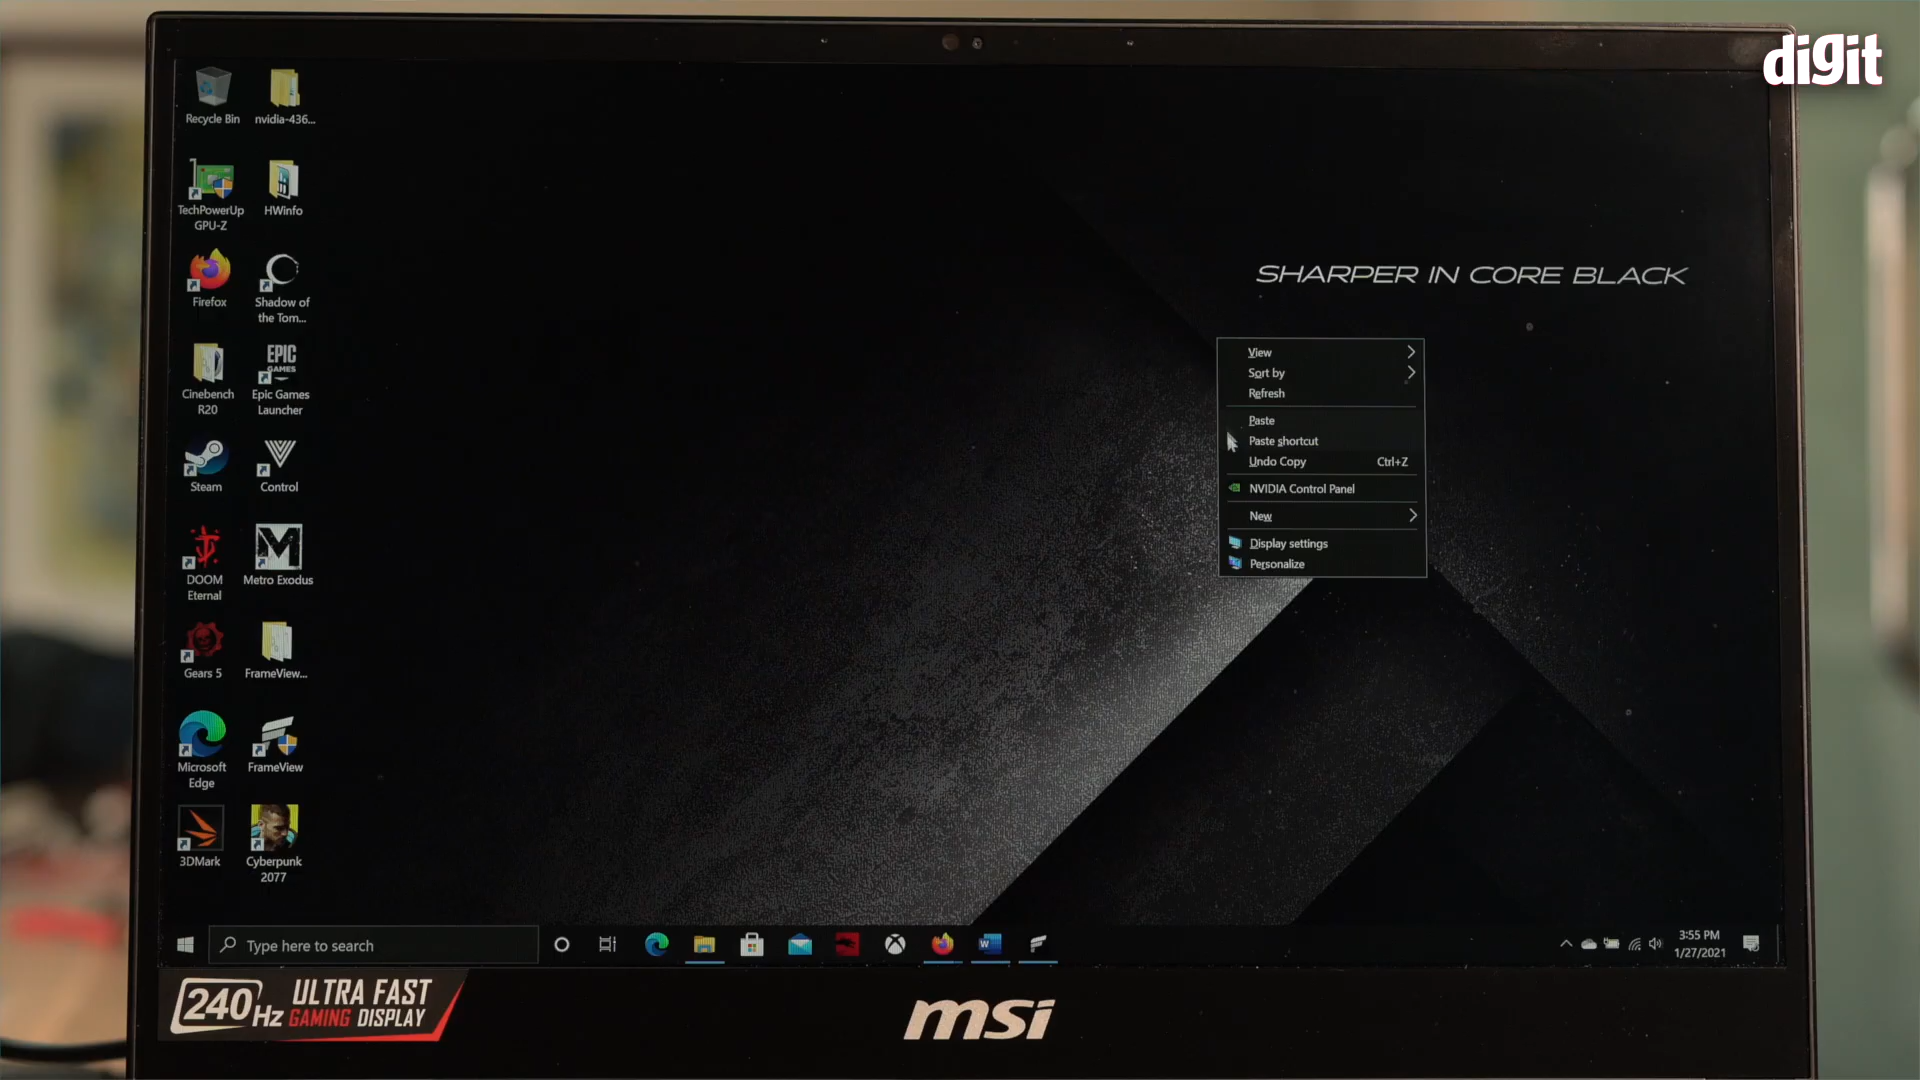 digit
Recycle Bin
nvidia-436...
TechPowerUp
GPU-Z
HWinfo
Firefox
Shadow of
the Tom...
Cinebench
R20
EPIC
GAMES
Epic Games
Launcher
Steam
Control
DOOM
Eternal
Metro Exodus
Gears 5
FrameView...
Microsoft
Edge
FrameView
3DMark
Cyberpunk
2077
SHARPER IN CORE BLACK
View
Sort by
Refresh
Paste
Paste shortcut
Undo Copy Ctrl+Z
NVIDIA Control Panel
New
Display settings
Personalize
Type here to search
W
3:55 PM
1/27/2021
240Hz
ULTRA FAST
GAMING DISPLAY
msi